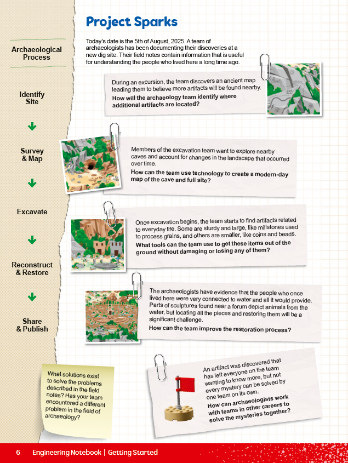 Project Sparks
Today's date is the 5th of August, 2025. A team of
archaeologists has been documenting their discoveries at a
new dig site. Their field notes contain information that is useful
for understanding the people who lived here a long time ago.
Archaeological
Process
Identify
Site
Survey
& Map
Excavate
Reconstruct
& Restore
Share
& Publish
During an excursion, the team discovers an ancient map
leading them to believe more artifacts will be found nearby.
How will the archaeology team identify where
additional artifacts are located?
Members of the excavation team want to explore nearby
caves and account for changes in the landscape that occurred
over time.
How can the team use technology to create a modern-day
map of the cave and full site?
Once excavation begins, the team starts to find artifacts related
to everyday life. Some are sturdy and large, like millstones used
to process grains, and others are smaller, like coins and beads.
What tools can the team use to get these items out of the
ground without damaging or losing any of them?
The archaeologists have evidence that the people who once
lived here were very connected to water and all it would provide.
Parts of sculptures found near a forum depict animals from the
water, but locating all the pieces and restoring them will be a
significant challenge.
How can the team improve the restoration process?
What solutions exist
to solve the problems
described in the field
notes? Has your team
encountered a different
problem in the field of
archaeology?
An artifact was discovered that
has left everyone on the team
wanting to know more, but not
every mystery can be solved by
one team on its own.
How can archaeologists work
with teams in other careers to
solve the mysteries together?
6 Engineering Notebook | Getting Started